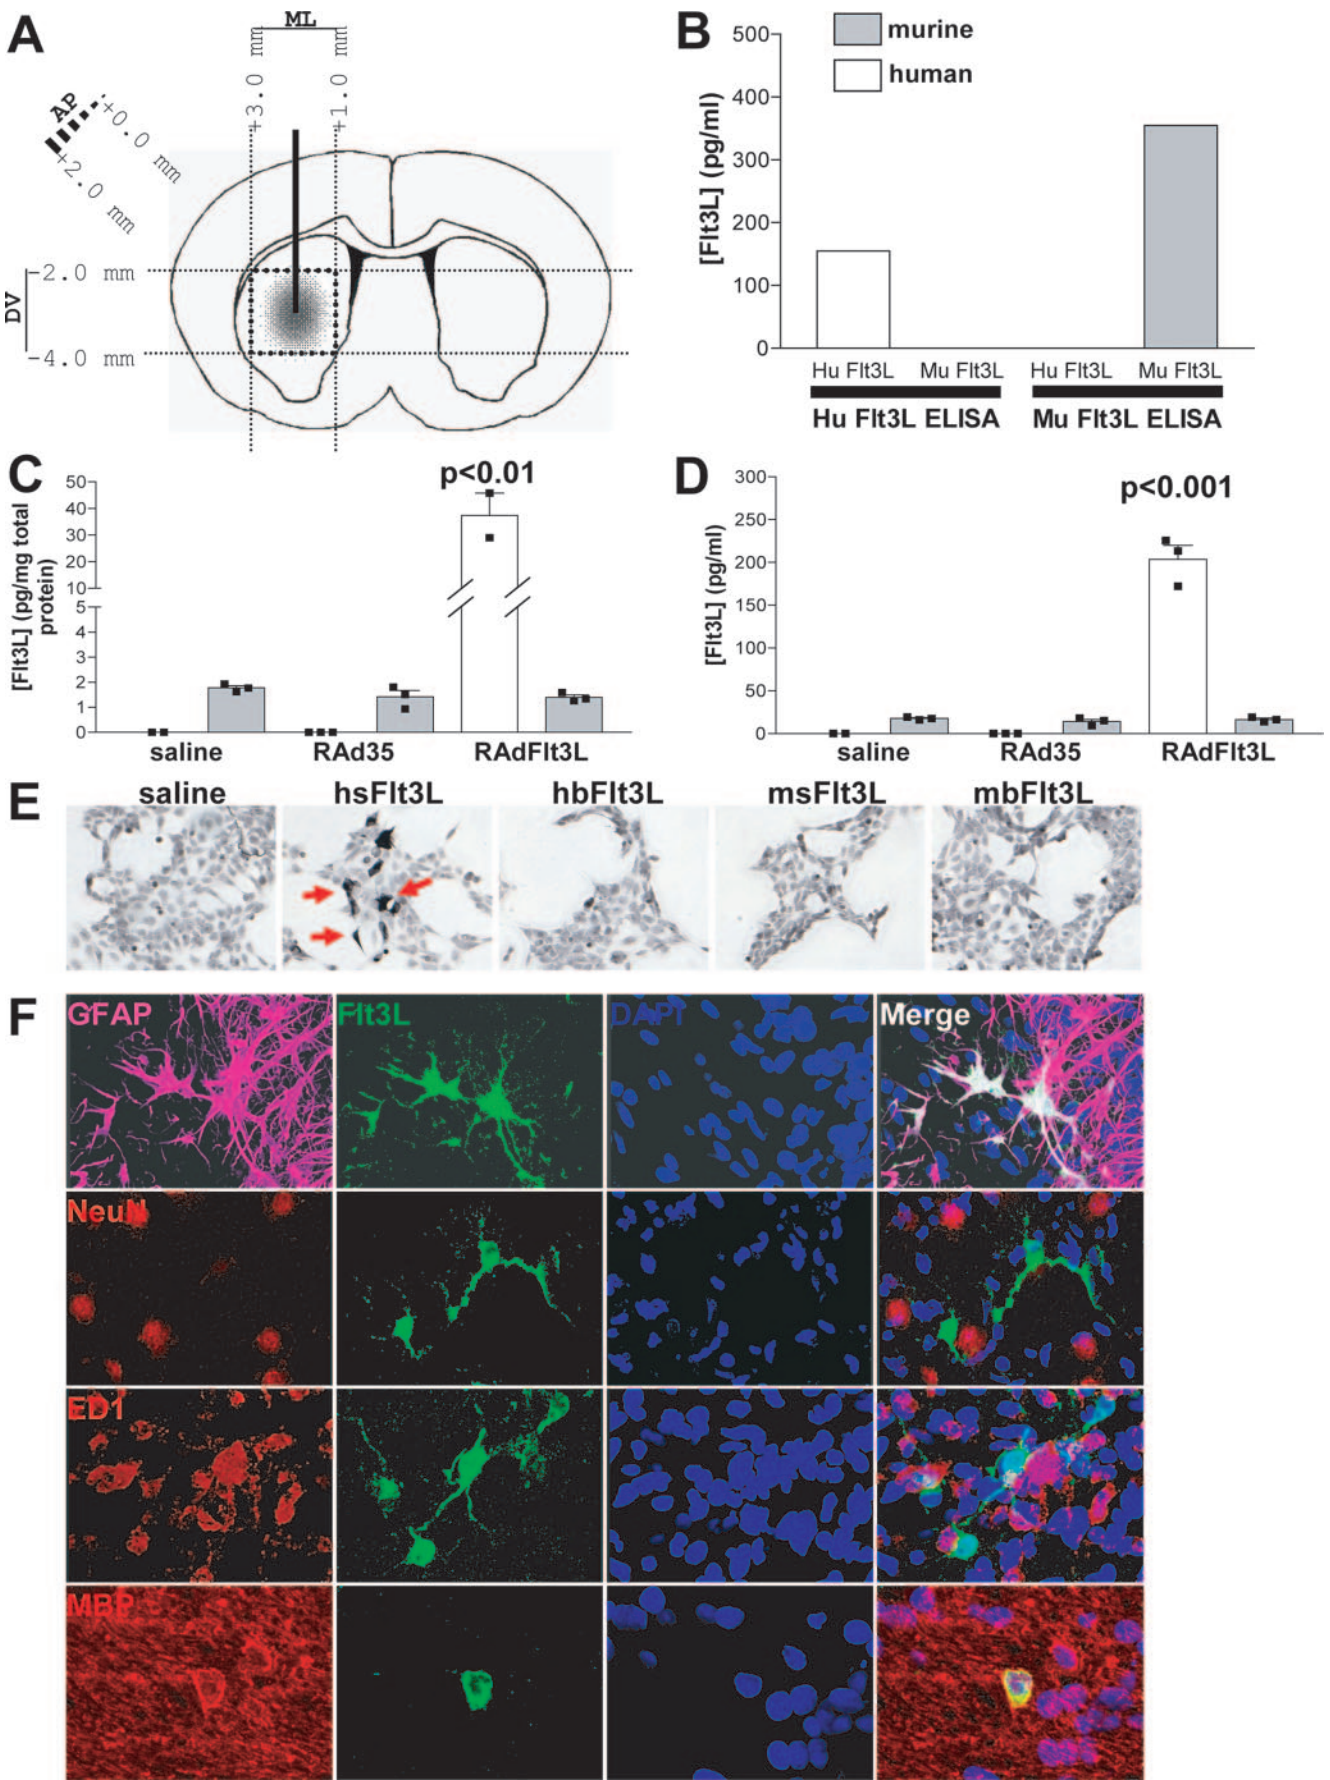 A
ML
+3.0 mm
+1.0 mm
AP
+0.0 mm
+2.0 mm
DV
-2.0 mm
-4.0 mm
B
murine
human
[Flt3L] (pg/ml)
500
400
300
200
100
0
Hu Flt3L Mu Flt3L Hu Flt3L Mu Flt3L
Hu Flt3L ELISA Mu Flt3L ELISA
C
p<0.01
[Flt3L] (pg/mg total protein)
50
40
30
20
10
5
4
3
2
1
0
saline RAd35 RAdFlt3L
D
p<0.001
[Flt3L] (pg/ml)
300
250
200
150
100
50
0
saline RAd35 RAdFlt3L
E
saline hsFlt3L hbFlt3L msFlt3L mbFlt3L
F
GFAP Flt3L DAPI Merge
NeuN
ED1
MBP